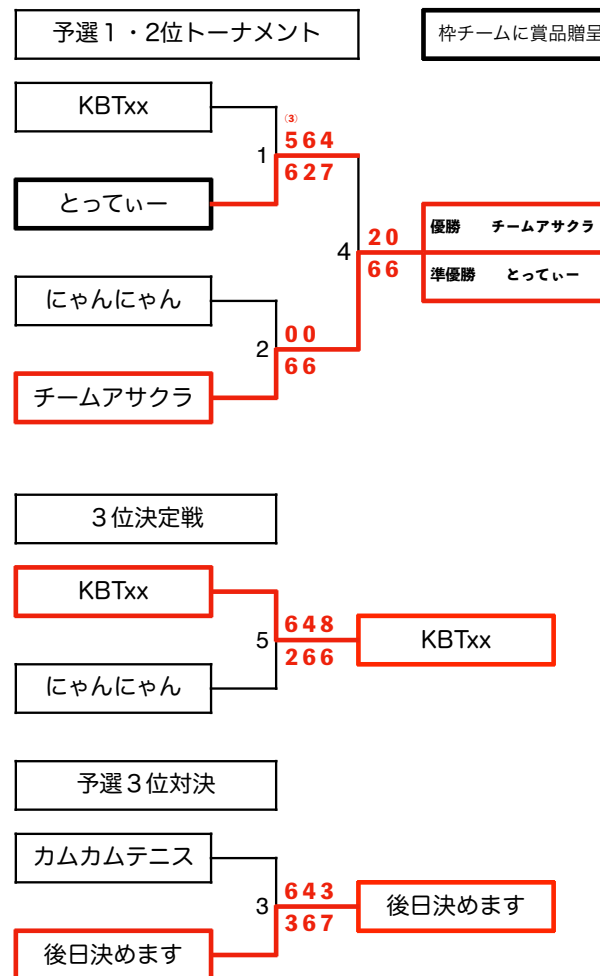 予選1・2位トーナメント
枠チームに賞品贈呈
KBTxx
(3)
564
1
627
とってぃー
20
優勝 チームアサクラ
4
66
準優勝 とってぃー
にゃんにゃん
00
2
66
チームアサクラ
3位決定戦
KBTxx
648
5
KBTxx
266
にゃんにゃん
予選3位対決
カムカムテニス
643
3
後日決めます
367
後日決めます